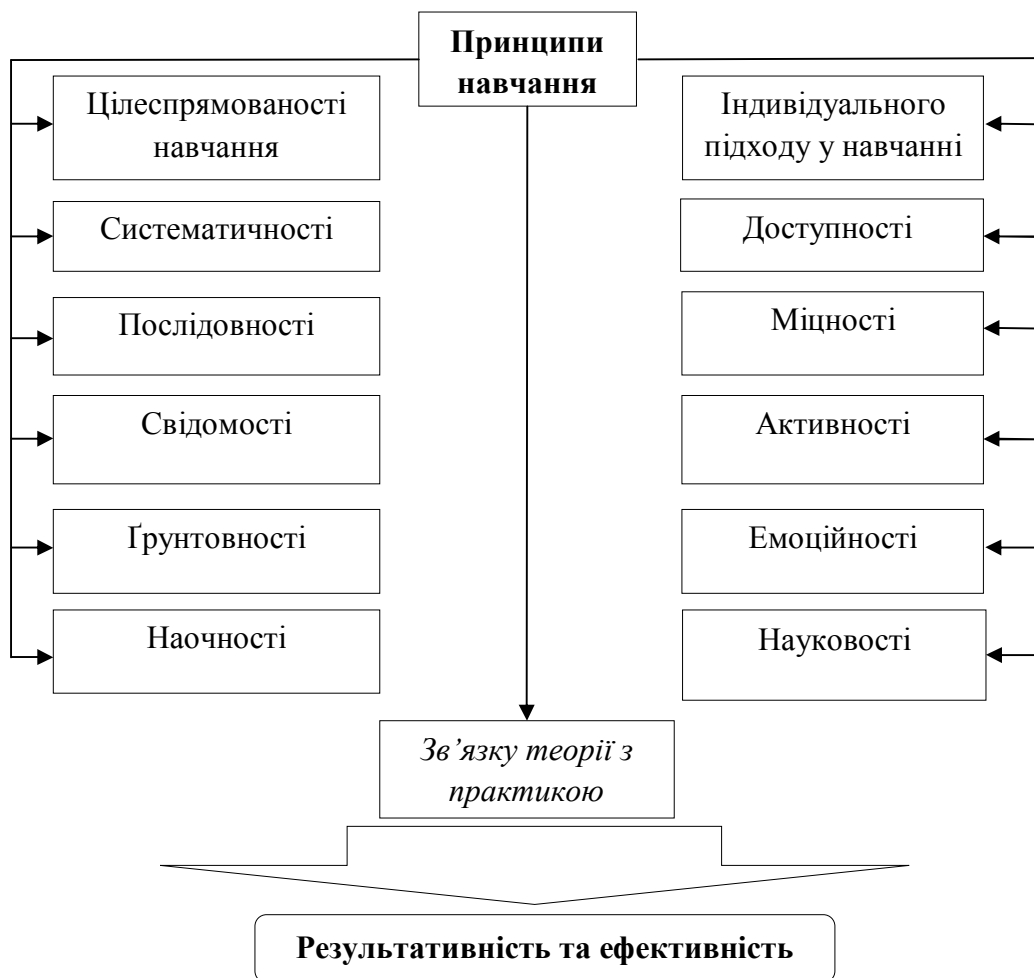 Принципи
навчання
Цілеспрямованості
навчання
Індивідуального
підходу у навчанні
Систематичності
Доступності
Послідовності
Міцності
Свідомості
Активності
Ґрунтовності
Емоційності
Наочності
Науковості
Зв’язку теорії з
практикою
Результативність та ефективність